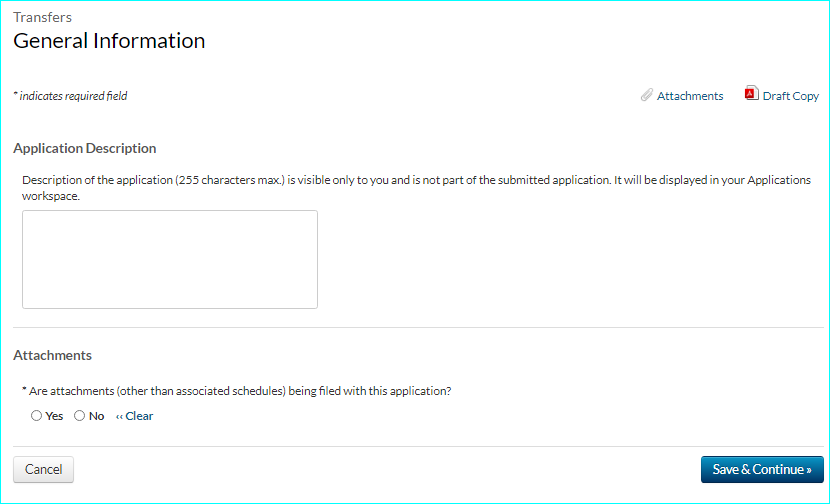 Transfers
General Information
* indicates required field
Attachments
Draft Copy
Application Description
Description of the application (255 characters max.) is visible only to you and is not part of the submitted application. It will be displayed in your Applications
workspace.
Attachments
* Are attachments (other than associated schedules) being filed with this application?
Yes No ‹‹ Clear
Cancel
Save & Continue »